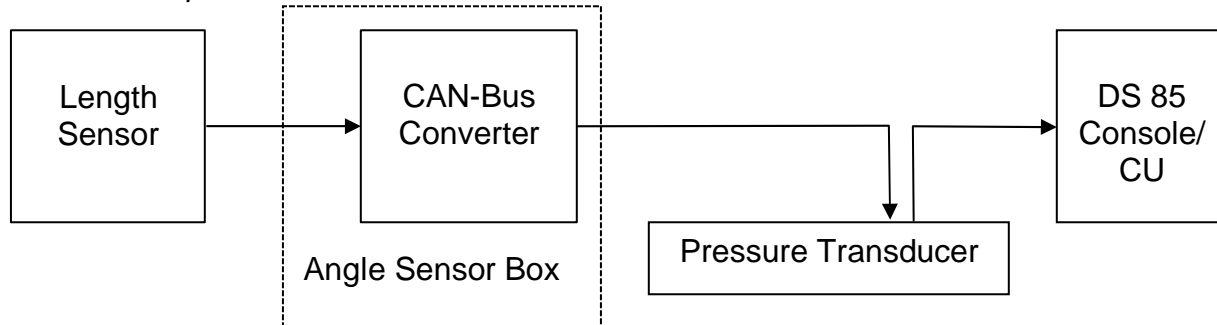 Length
Sensor
CAN-Bus
Converter
DS 85
Console/
CU
Pressure Transducer
Angle Sensor Box